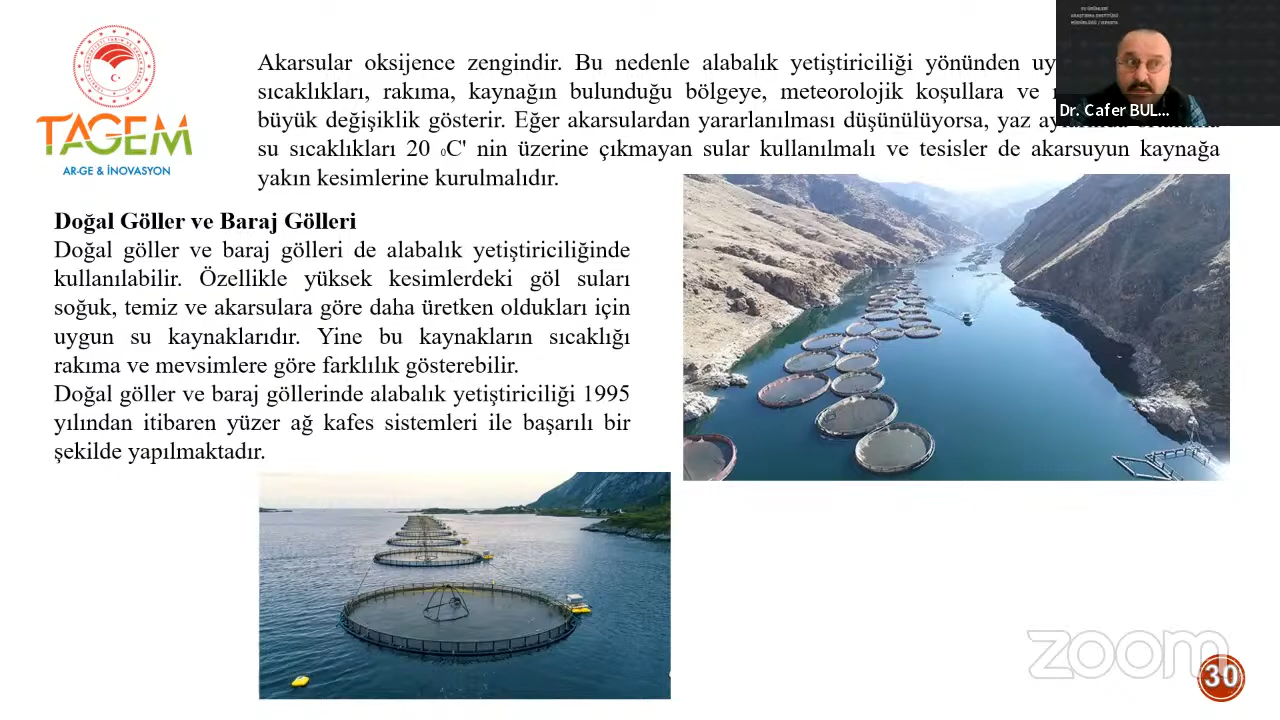 TAGEM
AR-GE & İNOVASYON
Akarsular oksijence zengindir. Bu nedenle alabalık yetiştiriciliği yönünden
sıcaklıkları, rakıma, kaynağın bulunduğu bölgeye, meteorolojik koşullara ve
büyük değişiklik gösterir. Eğer akarsulardan yararlanılması düşünülüyorsa, yaz
su sıcaklıkları 20 0C' nin üzerine çıkmayan sular kullanılmalı ve tesisler de akarsuyun kaynağa
yakın kesimlerine kurulmalıdır.
Dr. Cafer BUL...
Doğal Göller ve Baraj Gölleri
Doğal göller ve baraj gölleri de alabalık yetiştiriciliğinde
kullanılabilir. Özellikle yüksek kesimlerdeki göl suları
soğuk, temiz ve akarsulara göre daha üretken oldukları için
uygun su kaynaklarıdır. Yine bu kaynakların sıcaklığı
rakıma ve mevsimlere göre farklılık gösterebilir.
Doğal göller ve baraj göllerinde alabalık yetiştiriciliği 1995
yılından itibaren yüzer ağ kafes sistemleri ile başarılı bir
şekilde yapılmaktadır.
zoom
30